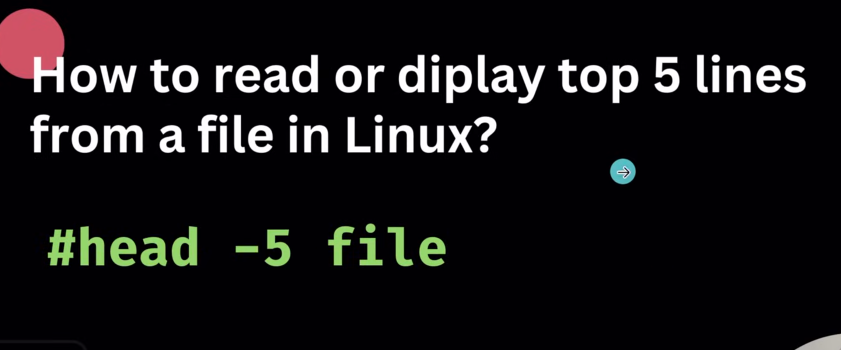 How to read or diplay top 5 lines
from a file in Linux?
#head -5 file